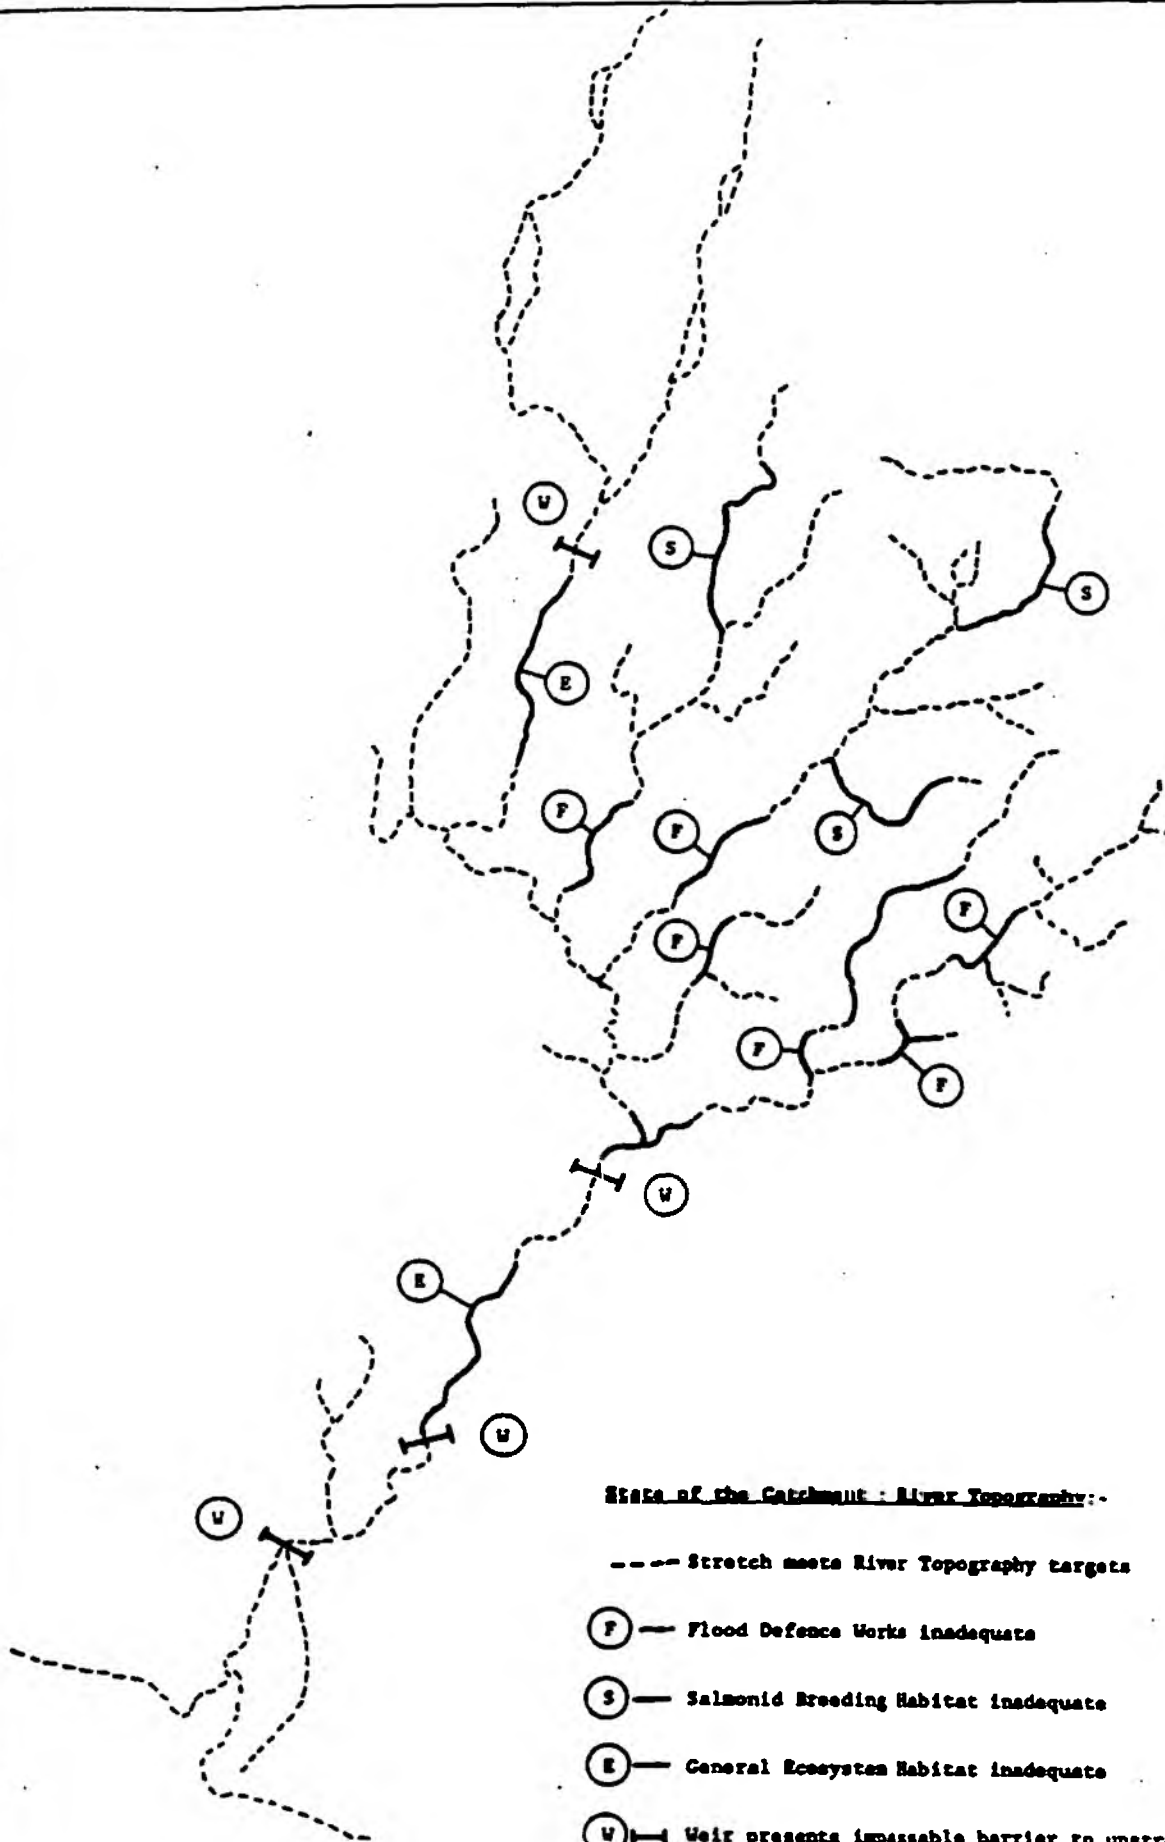 W
S
S
E
F
F
S
F
F
F
F
W
E
W
W
State of the Catchment : River Topography:-
Stretch meets River Topography targets
F Flood Defence Works inadequate
S Salmonid Breeding Habitat inadequate
E General Ecosystem Habitat inadequate
W Weir presents impassable barrier to